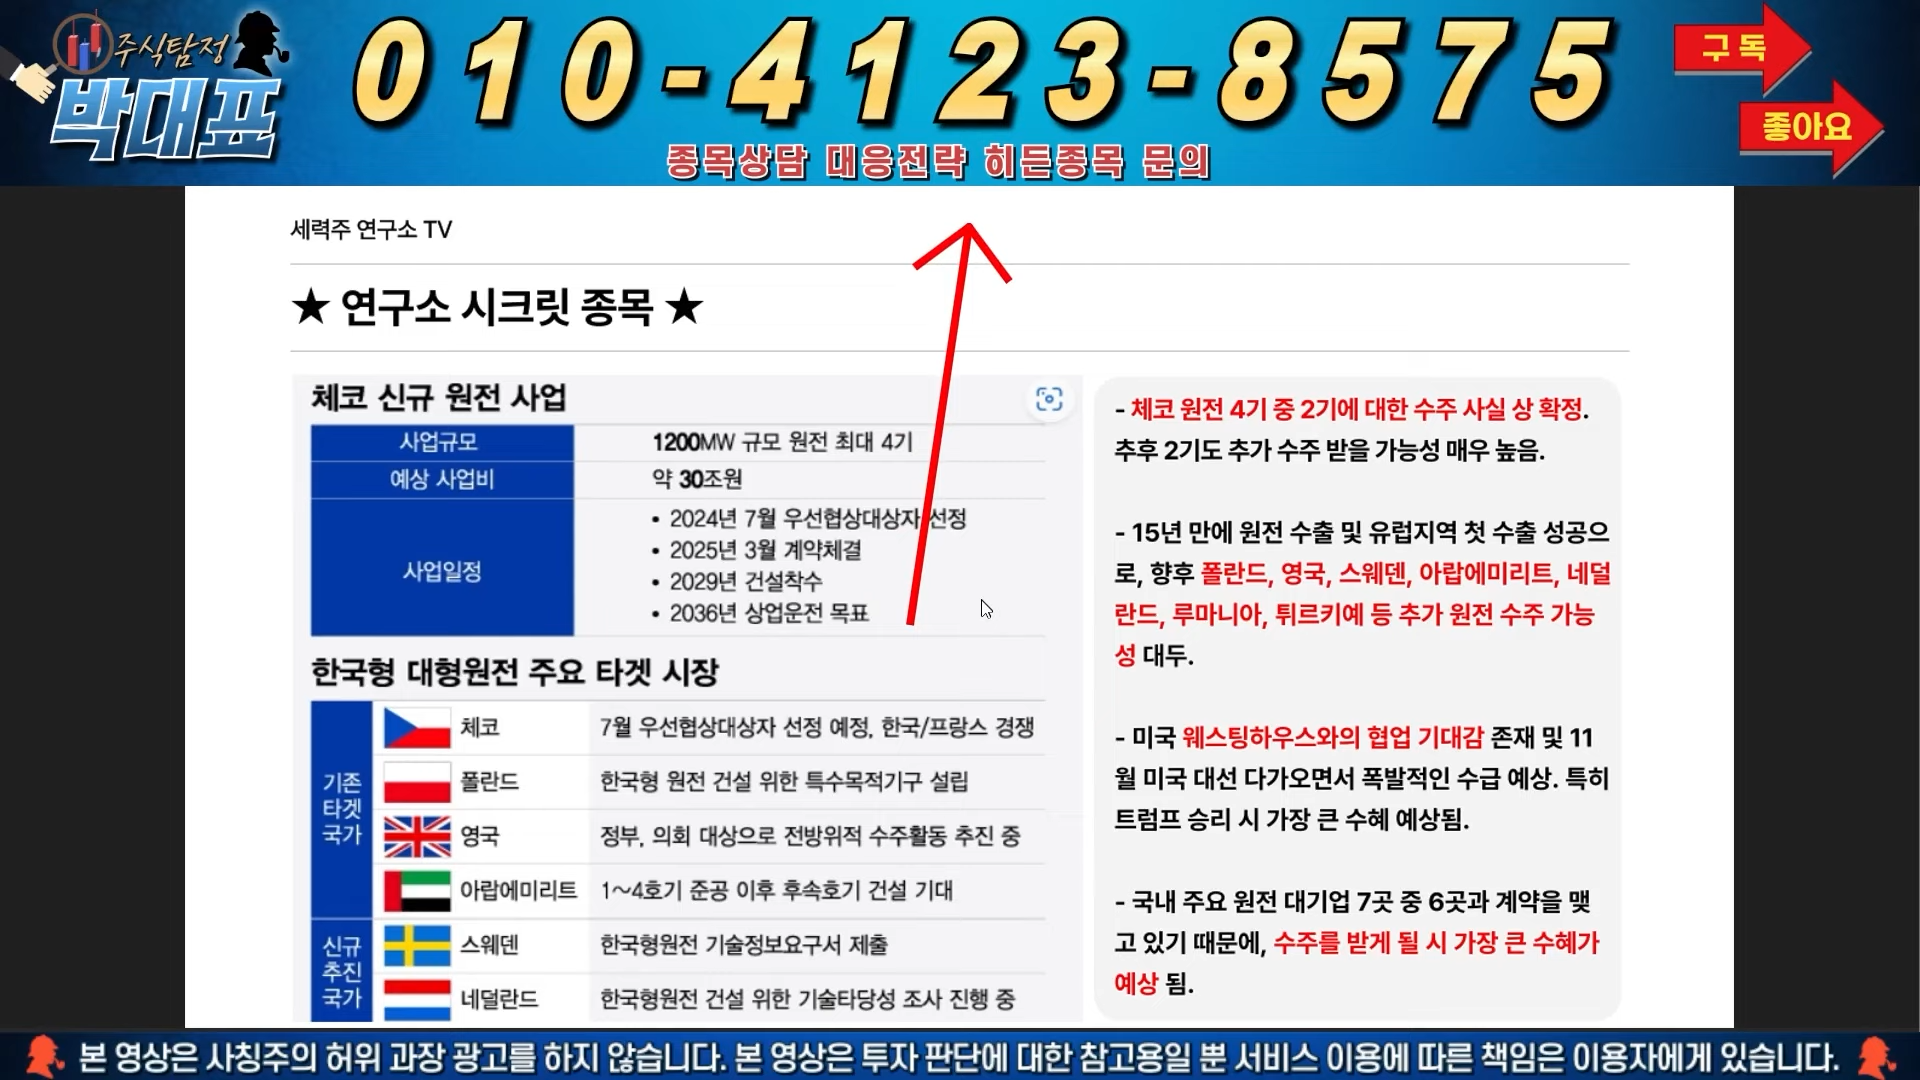 주식탐정
박대표
010-4123-8575
구독
좋아요
종목상담 대응전략 히든종목 문의
세력주 연구소 TV
★ 연구소 시크릿 종목 ★
체코 신규 원전 사업
사업규모 1200MW 규모 원전 최대 4기
예상 사업비 약 30조원
사업일정
• 2024년 7월 우선협상대상자 선정
• 2025년 3월 계약체결
• 2029년 건설착수
• 2036년 상업운전 목표
한국형 대형원전 주요 타겟 시장
기존
타겟
국가
체코 7월 우선협상대상자 선정 예정, 한국/프랑스 경쟁
폴란드 한국형 원전 건설 위한 특수목적기구 설립
영국 정부, 의회 대상으로 전방위적 수주활동 추진 중
아랍에미리트 1~4호기 준공 이후 후속호기 건설 기대
신규
추진
국가
스웨덴 한국형원전 기술정보요구서 제출
네덜란드 한국형원전 건설 위한 기술타당성 조사 진행 중
- 체코 원전 4기 중 2기에 대한 수주 사실 상 확정.
추후 2기도 추가 수주 받을 가능성 매우 높음.
- 15년 만에 원전 수출 및 유럽지역 첫 수출 성공으
로, 향후 폴란드, 영국, 스웨덴, 아랍에미리트, 네덜
란드, 루마니아, 튀르키예 등 추가 원전 수주 가능
성 대두.
- 미국 웨스팅하우스와의 협업 기대감 존재 및 11
월 미국 대선 다가오면서 폭발적인 수급 예상. 특히
트럼프 승리 시 가장 큰 수혜 예상됨.
- 국내 주요 원전 대기업 7곳 중 6곳과 계약을 맺
고 있기 때문에, 수주를 받게 될 시 가장 큰 수혜가
예상 됨.
본 영상은 사칭주의 허위 과장 광고를 하지 않습니다. 본 영상은 투자 판단에 대한 참고용일 뿐 서비스 이용에 따른 책임은 이용자에게 있습니다.